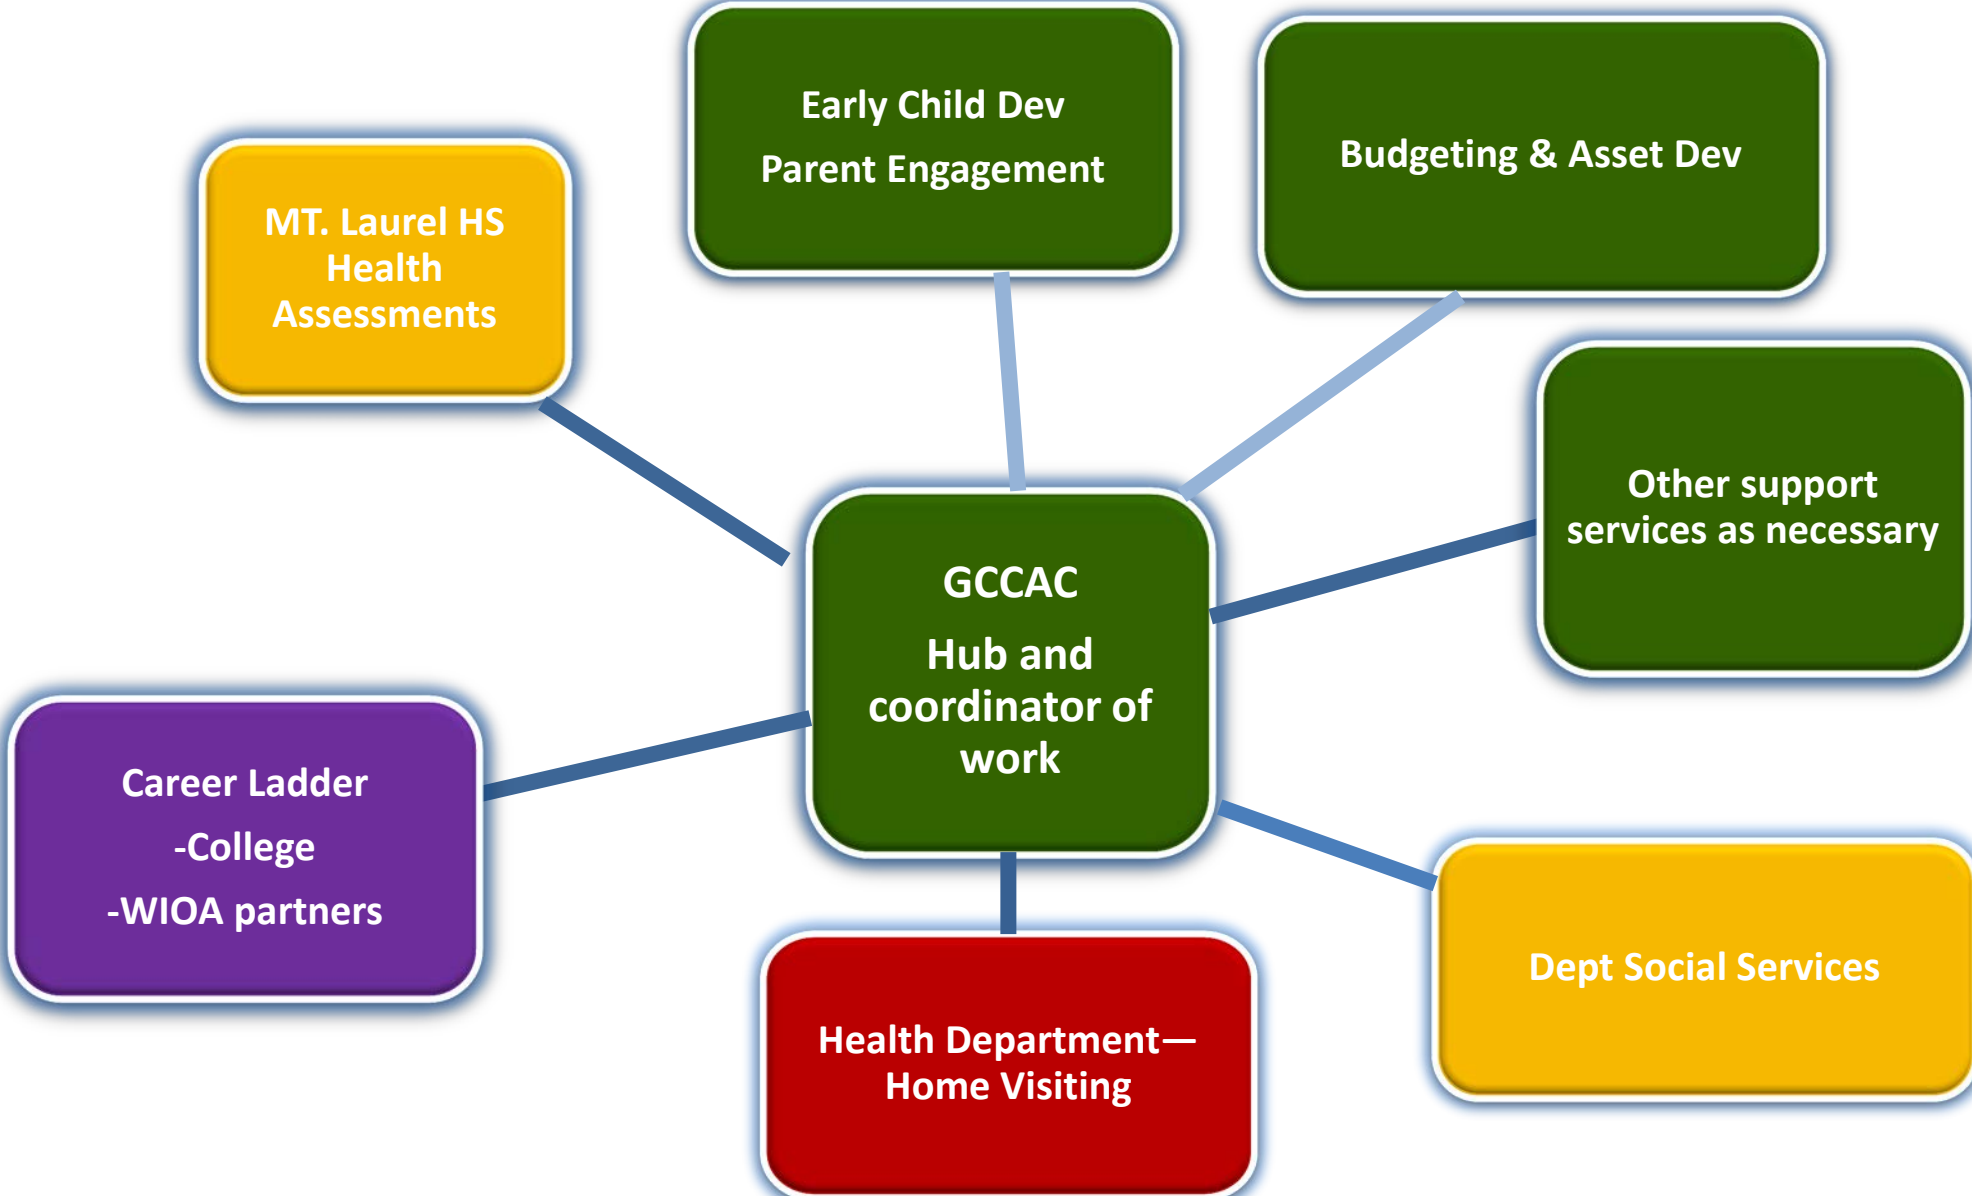 Early Child Dev
Parent Engagement
Budgeting & Asset Dev
MT. Laurel HS
Health
Assessments
Other support
services as necessary
GCCAC
Hub and
coordinator of
work
Career Ladder
-College
-WIOA partners
Dept Social Services
Health Department—
Home Visiting